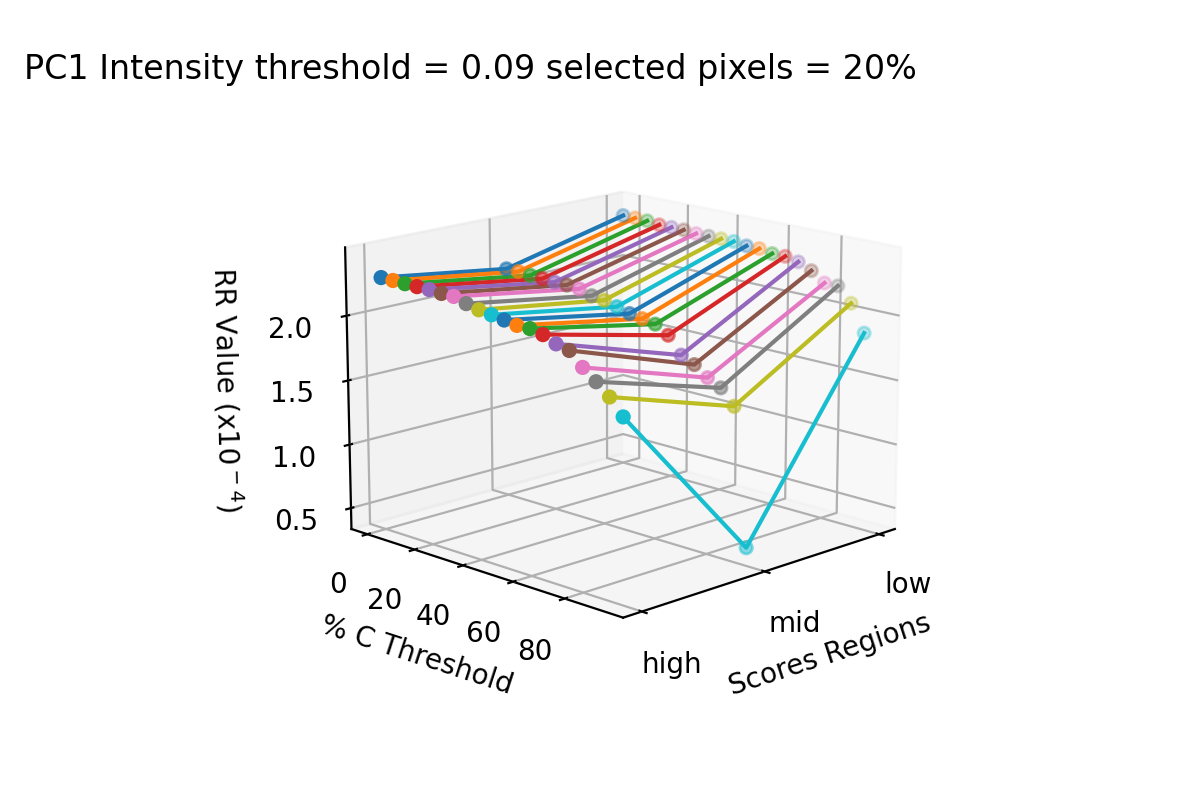 PC1 Intensity threshold = 0.09 selected pixels = 20%
RR Value (x10⁻⁴)
2.0
1.5
1.0
0.5
0
20
40
60
80
% C Threshold
high
mid
low
Scores Regions